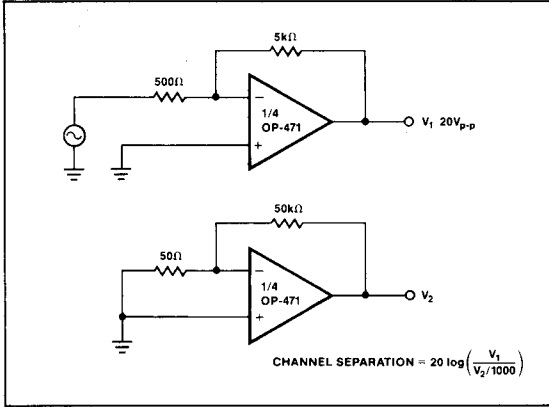 5kΩ
500Ω
−
1/4
OP-471
+
V₁ 20Vp-p
50kΩ
50Ω
−
1/4
OP-471
+
V₂
CHANNEL SEPARATION = 20 log(V₁ / V₂/1000)